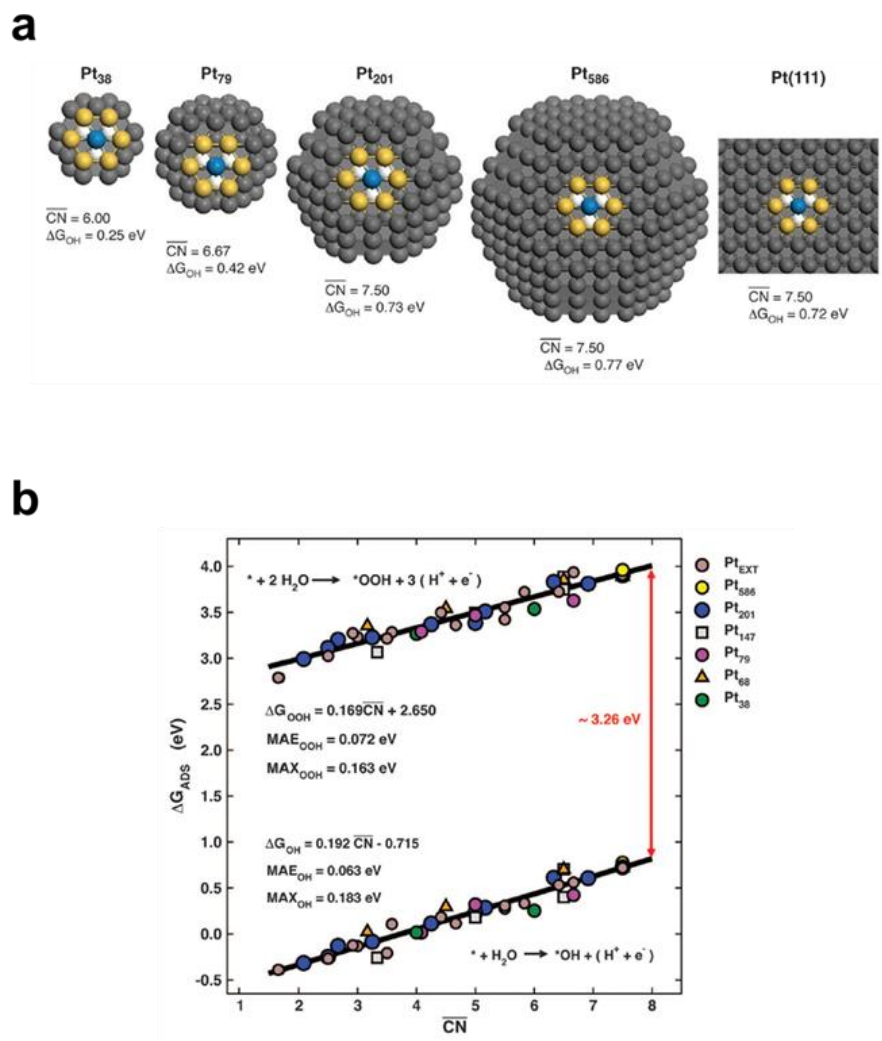 a
Pt38 Pt79 Pt201 Pt586 Pt(111)
CN = 6.00
ΔGOH = 0.25 eV
CN = 6.67
ΔGOH = 0.42 eV
CN = 7.50
ΔGOH = 0.73 eV
CN = 7.50
ΔGOH = 0.77 eV
CN = 7.50
ΔGOH = 0.72 eV
b
* + 2 H2O → *OOH + 3 ( H+ + e- )
ΔGOOH = 0.169CN + 2.650
MAEOOH = 0.072 eV
MAXOOH = 0.163 eV
~ 3.26 eV
ΔGOH = 0.192 CN - 0.715
MAEOH = 0.063 eV
MAXOH = 0.183 eV
* + H2O → *OH + ( H+ + e- )
ΔGADS (eV)
4.0
3.5
3.0
2.5
2.0
1.5
1.0
0.5
0.0
-0.5
1 2 3 4 5 6 7 8
CN
PtEXT
Pt586
Pt201
Pt147
Pt79
Pt68
Pt38